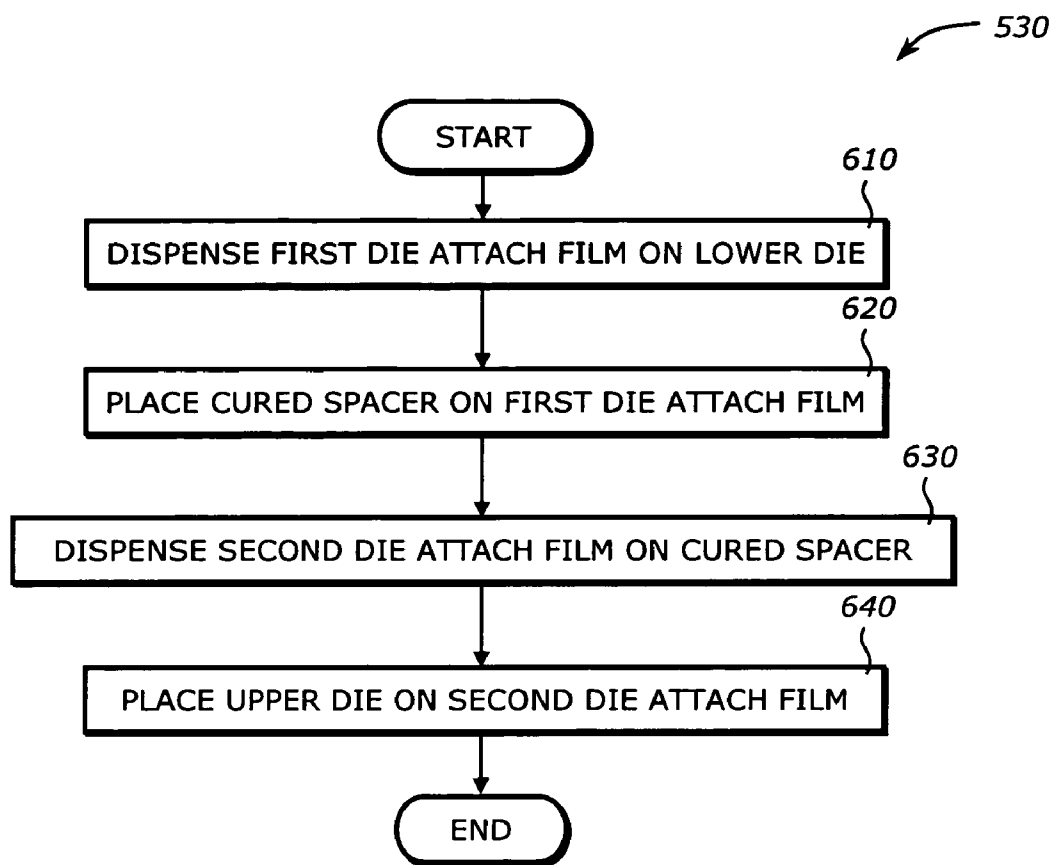 530
START
610
DISPENSE FIRST DIE ATTACH FILM ON LOWER DIE
620
PLACE CURED SPACER ON FIRST DIE ATTACH FILM
630
DISPENSE SECOND DIE ATTACH FILM ON CURED SPACER
640
PLACE UPPER DIE ON SECOND DIE ATTACH FILM
END